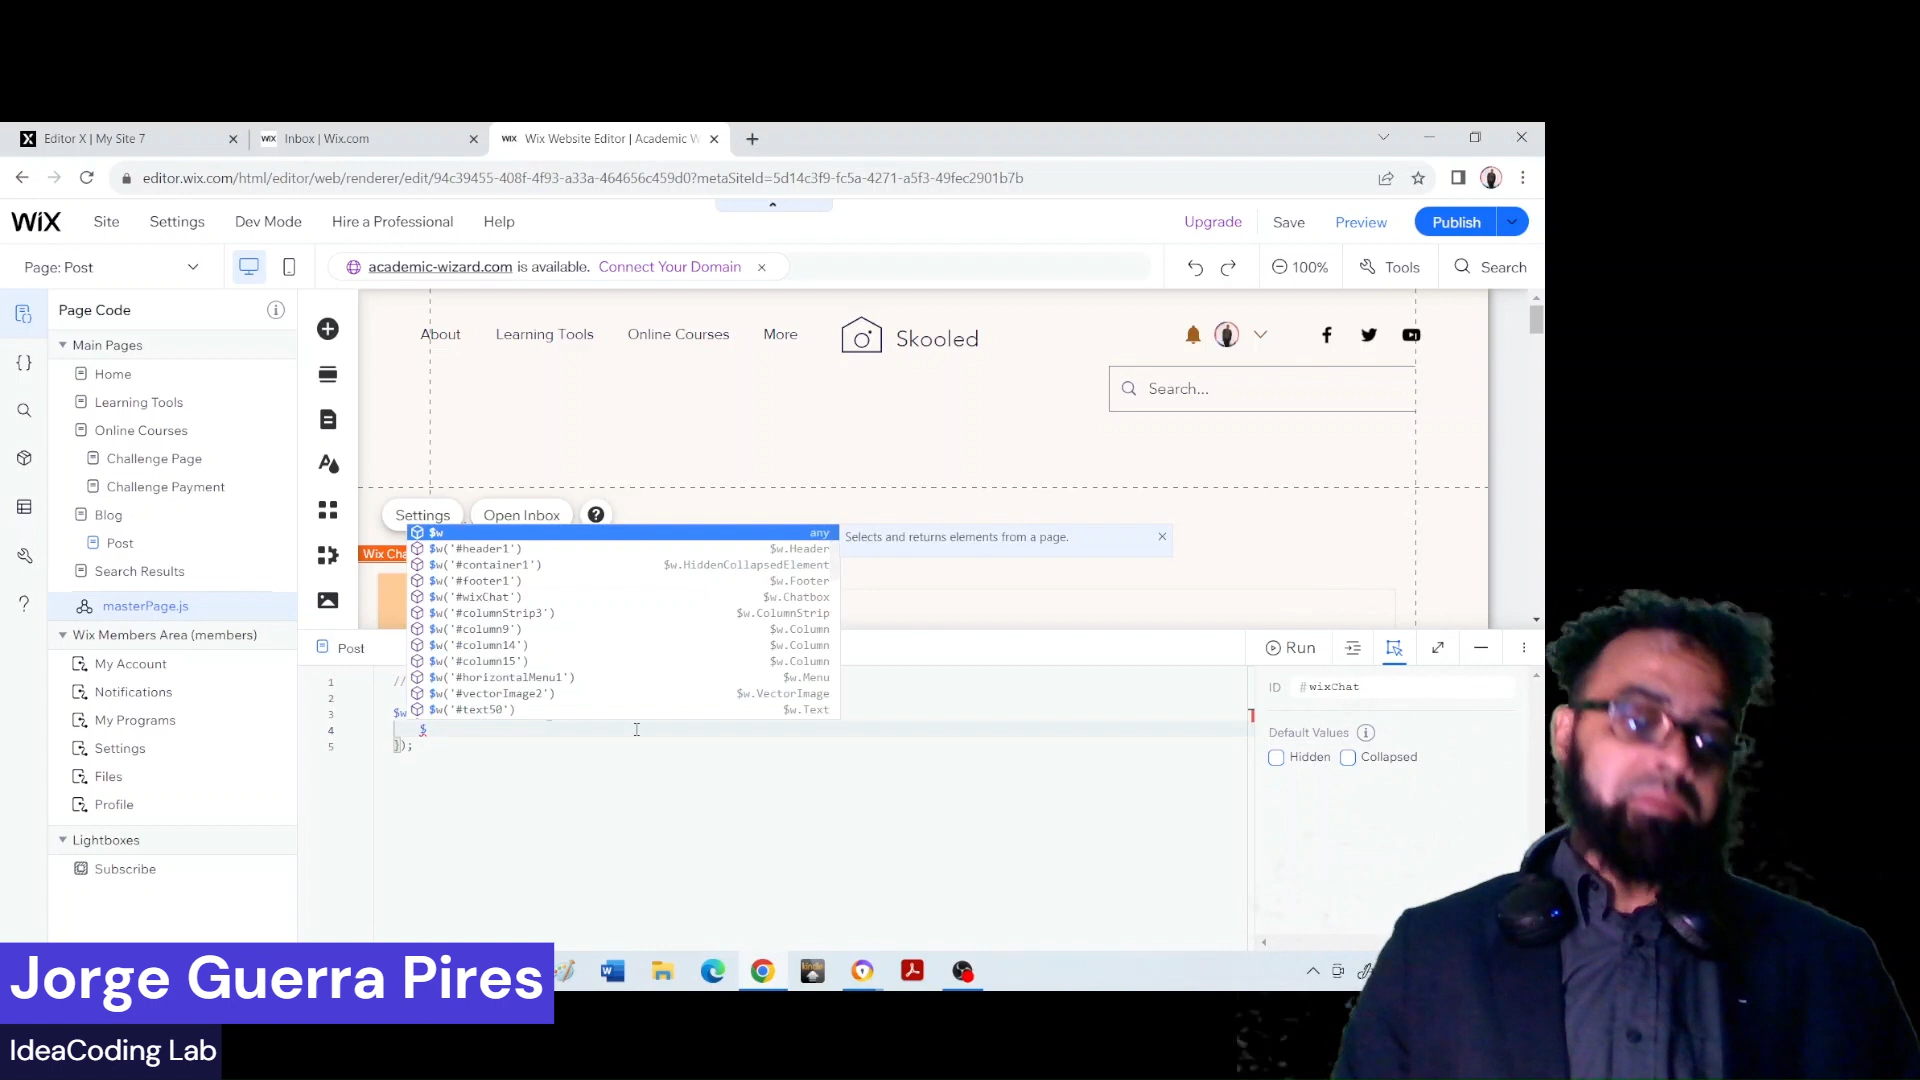 Editor X | My Site 7
WiX Inbox | Wix.com
WiX Wix Website Editor | Academic W
editor.wix.com/html/editor/web/renderer/edit/94c39455-408f-4f93-a33a-464656c459d0?metaSiteId=5d14c3f9-fc5a-4271-a5f3-49fec2901b7b
WiX Site Settings Dev Mode Hire a Professional Help Upgrade Save Preview Publish
Page: Post
academic-wizard.com is available. Connect Your Domain
100% Tools Search
Page Code
Main Pages
Home
Learning Tools
Online Courses
Challenge Page
Challenge Payment
Blog
Post
Search Results
masterPage.js
Wix Members Area (members)
My Account
Notifications
My Programs
Settings
Files
Profile
Lightboxes
Subscribe
About Learning Tools Online Courses More Skooled
Search...
Settings Open Inbox
Wix Cha
$w any
$w('#header1') $w.Header
$w('#container1') $w.HiddenCollapsedElement
$w('#footer1') $w.Footer
$w('#wixChat') $w.Chatbox
$w('#columnStrip3') $w.ColumnStrip
$w('#column9') $w.Column
$w('#column14') $w.Column
$w('#column15') $w.Column
$w('#horizontalMenu1') $w.Menu
$w('#vectorImage2') $w.VectorImage
$w('#text50') $w.Text
Selects and returns elements from a page.
Post
Run
1 //
2
3 $w
4 $
5 });
ID #wixChat
Default Values
Hidden Collapsed
Jorge Guerra Pires
IdeaCoding Lab